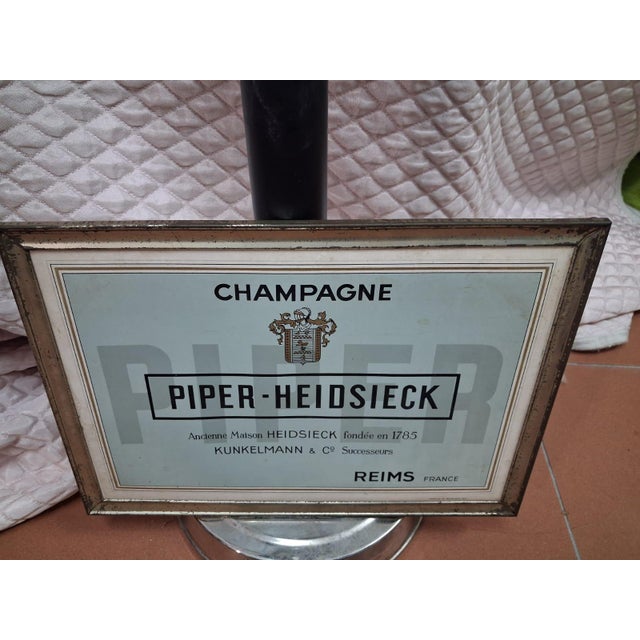 CHAMPAGNE
PIPER
PIPER-HEIDSIECK
Ancienne Maison HEIDSIECK fondée en 1785
KUNKELMANN & Cº Successeurs
REIMS FRANCE